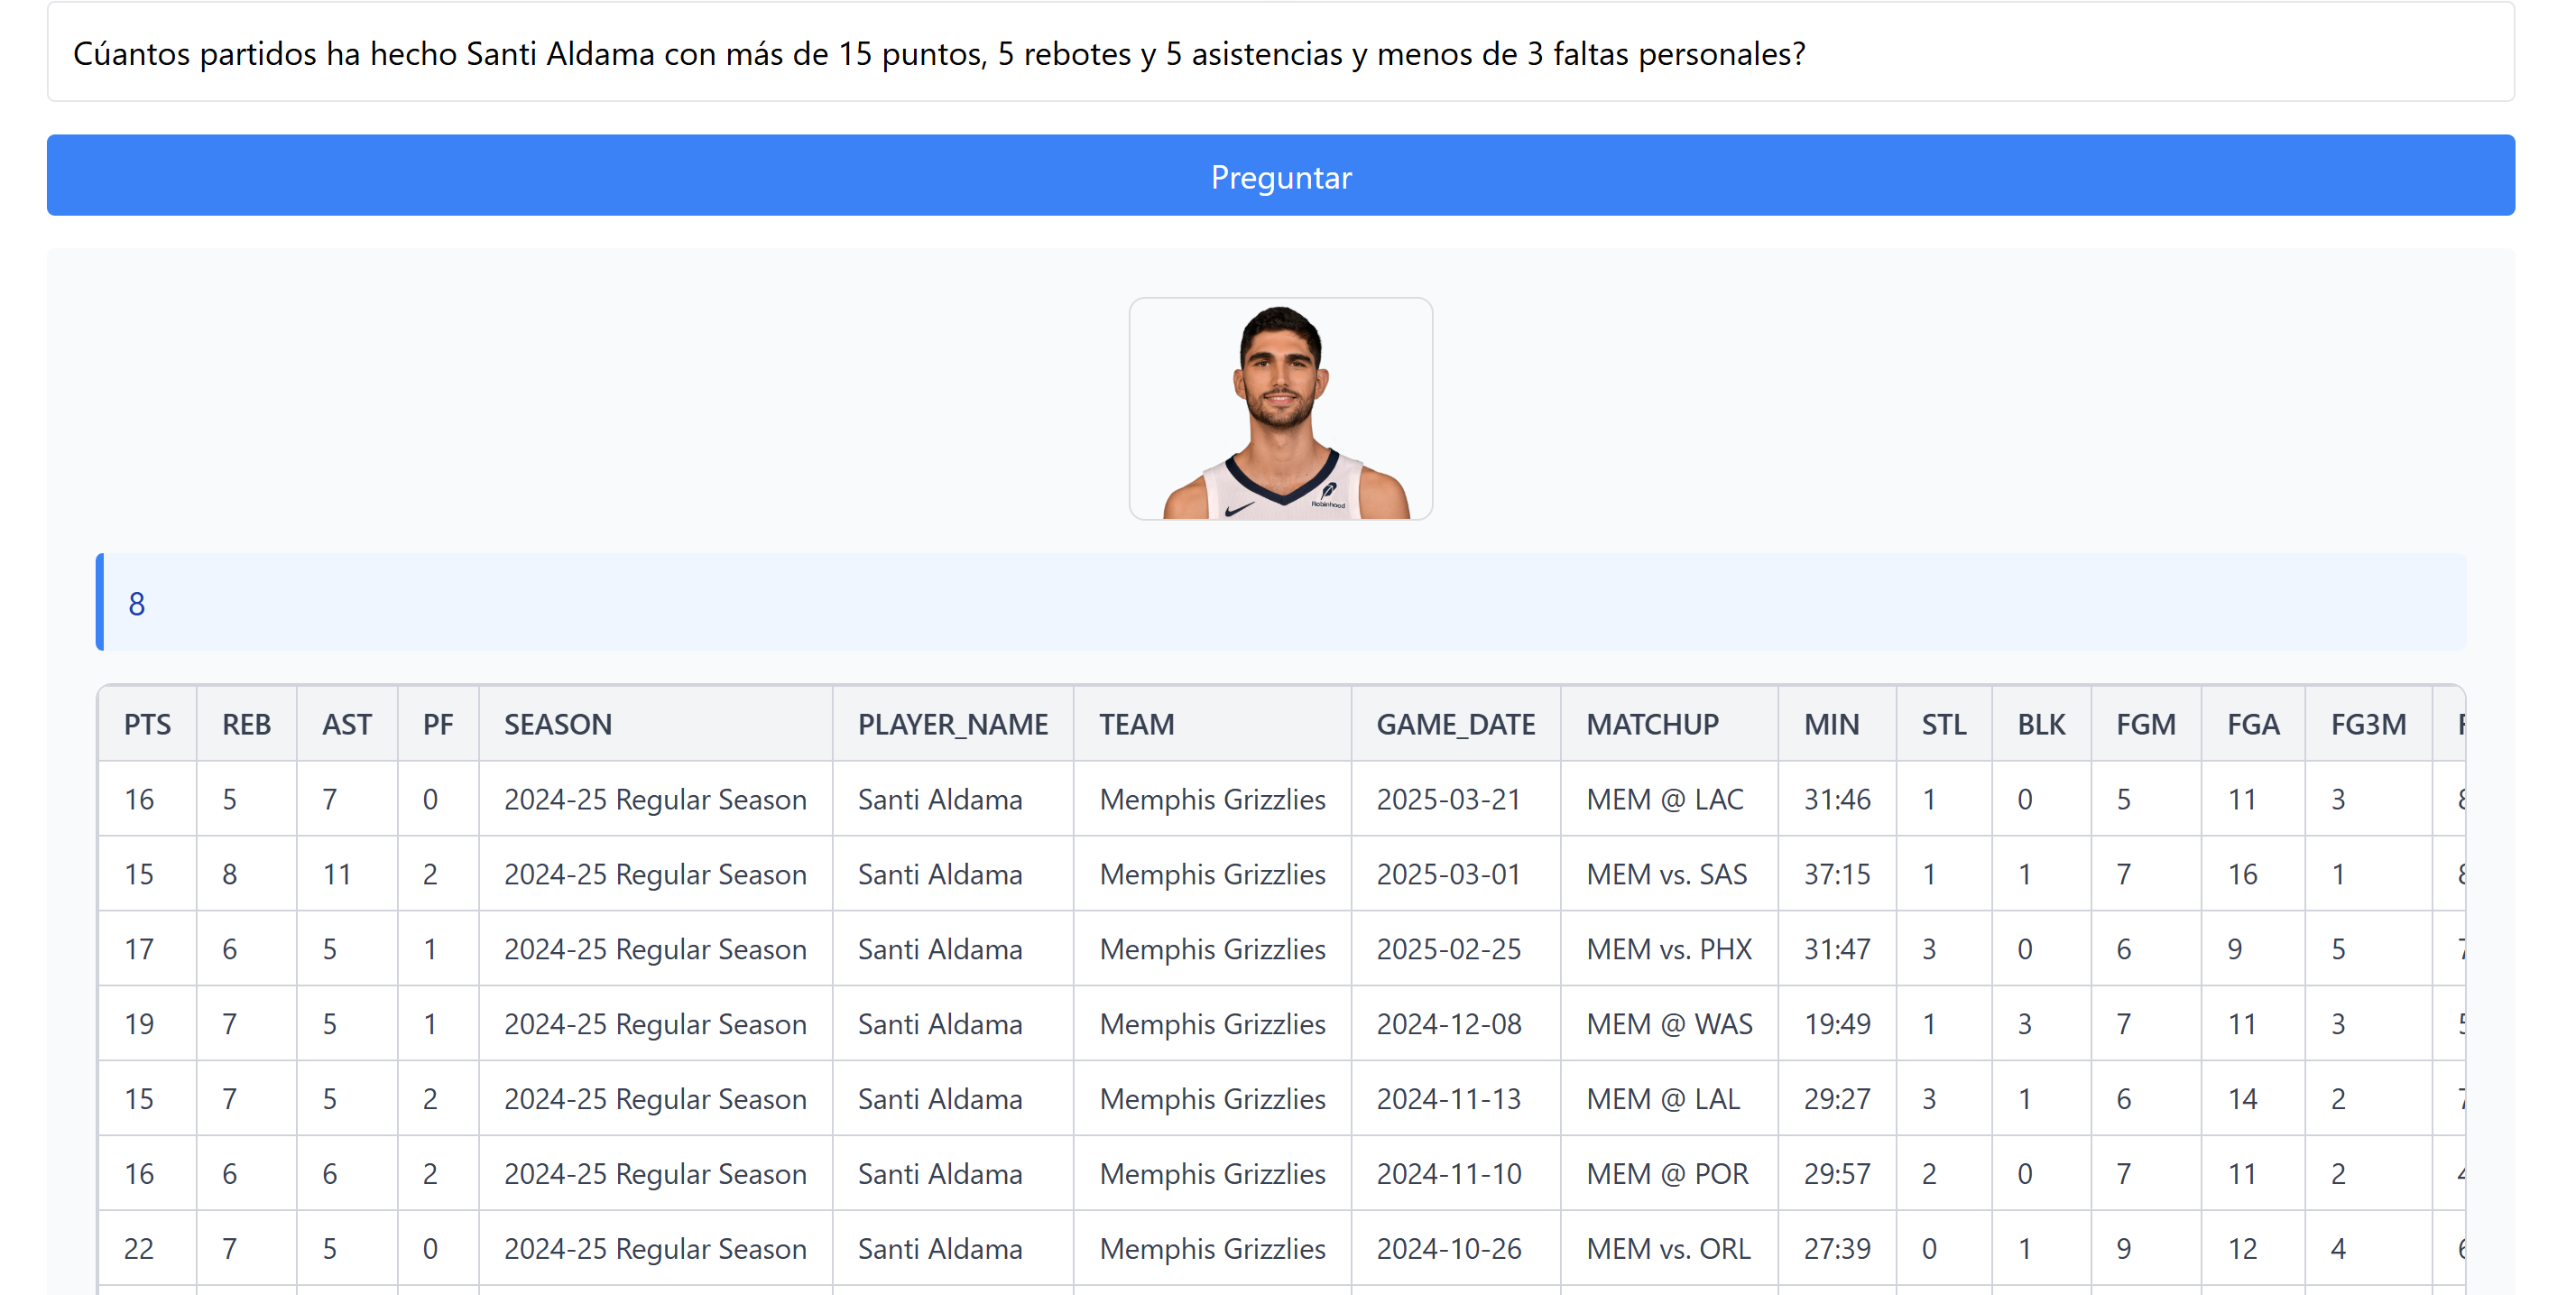 Cúantos partidos ha hecho Santi Aldama con más de 15 puntos, 5 rebotes y 5 asistencias y menos de 3 faltas personales?
Preguntar
Robinhood
8
PTS REB AST PF SEASON PLAYER_NAME TEAM GAME_DATE MATCHUP MIN STL BLK FGM FGA FG3M
16 5 7 0 2024-25 Regular Season Santi Aldama Memphis Grizzlies 2025-03-21 MEM @ LAC 31:46 1 0 5 11 3
15 8 11 2 2024-25 Regular Season Santi Aldama Memphis Grizzlies 2025-03-01 MEM vs. SAS 37:15 1 1 7 16 1
17 6 5 1 2024-25 Regular Season Santi Aldama Memphis Grizzlies 2025-02-25 MEM vs. PHX 31:47 3 0 6 9 5
19 7 5 1 2024-25 Regular Season Santi Aldama Memphis Grizzlies 2024-12-08 MEM @ WAS 19:49 1 3 7 11 3
15 7 5 2 2024-25 Regular Season Santi Aldama Memphis Grizzlies 2024-11-13 MEM @ LAL 29:27 3 1 6 14 2
16 6 6 2 2024-25 Regular Season Santi Aldama Memphis Grizzlies 2024-11-10 MEM @ POR 29:57 2 0 7 11 2
22 7 5 0 2024-25 Regular Season Santi Aldama Memphis Grizzlies 2024-10-26 MEM vs. ORL 27:39 0 1 9 12 4